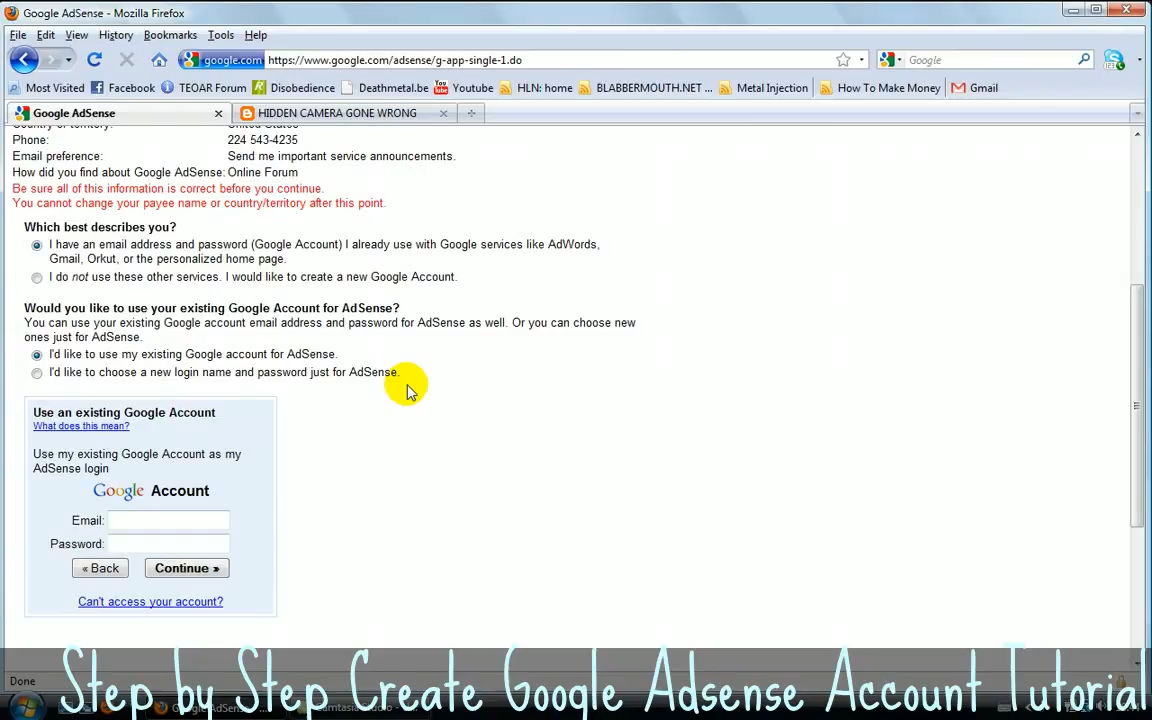 Google AdSense - Mozilla Firefox
File Edit View History Bookmarks Tools Help
google.com https://www.google.com/adsense/g-app-single-1.do Google
Most Visited Facebook TEOAR Forum Disobedience Deathmetal.be Youtube HLN: home BLABBERMOUTH.NET ... Metal Injection How To Make Money Gmail
Google AdSense HIDDEN CAMERA GONE WRONG
Country or territory: United States
Phone: 224 543-4235
Email preference: Send me important service announcements.
How did you find about Google AdSense: Online Forum
Be sure all of this information is correct before you continue.
You cannot change your payee name or country/territory after this point.
Which best describes you?
I have an email address and password (Google Account) I already use with Google services like AdWords,
Gmail, Orkut, or the personalized home page.
I do not use these other services. I would like to create a new Google Account.
Would you like to use your existing Google Account for AdSense?
You can use your existing Google account email address and password for AdSense as well. Or you can choose new
ones just for AdSense.
I'd like to use my existing Google account for AdSense.
I'd like to choose a new login name and password just for AdSense.
Use an existing Google Account
What does this mean?
Use my existing Google Account as my
AdSense login
Google Account
Email:
Password:
« Back Continue »
Can't access your account?
Done
Step by Step Create Google Adsense Account Tutorial